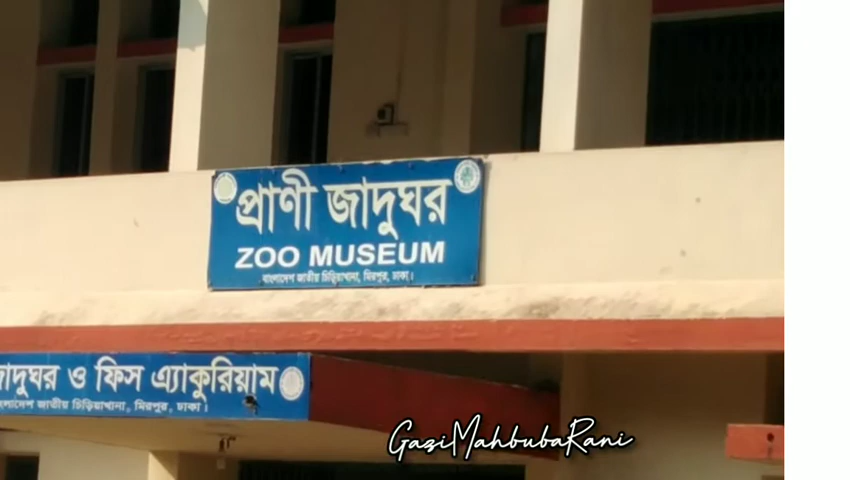 প্রাণী জাদুঘর
ZOO MUSEUM
বাংলাদেশ জাতীয় চিড়িয়াখানা, মিরপুর, ঢাকা।
জাদুঘর ও ফিস এ্যাকুরিয়াম
বাংলাদেশ জাতীয় চিড়িয়াখানা, মিরপুর, ঢাকা।
GaziMahbubaRani